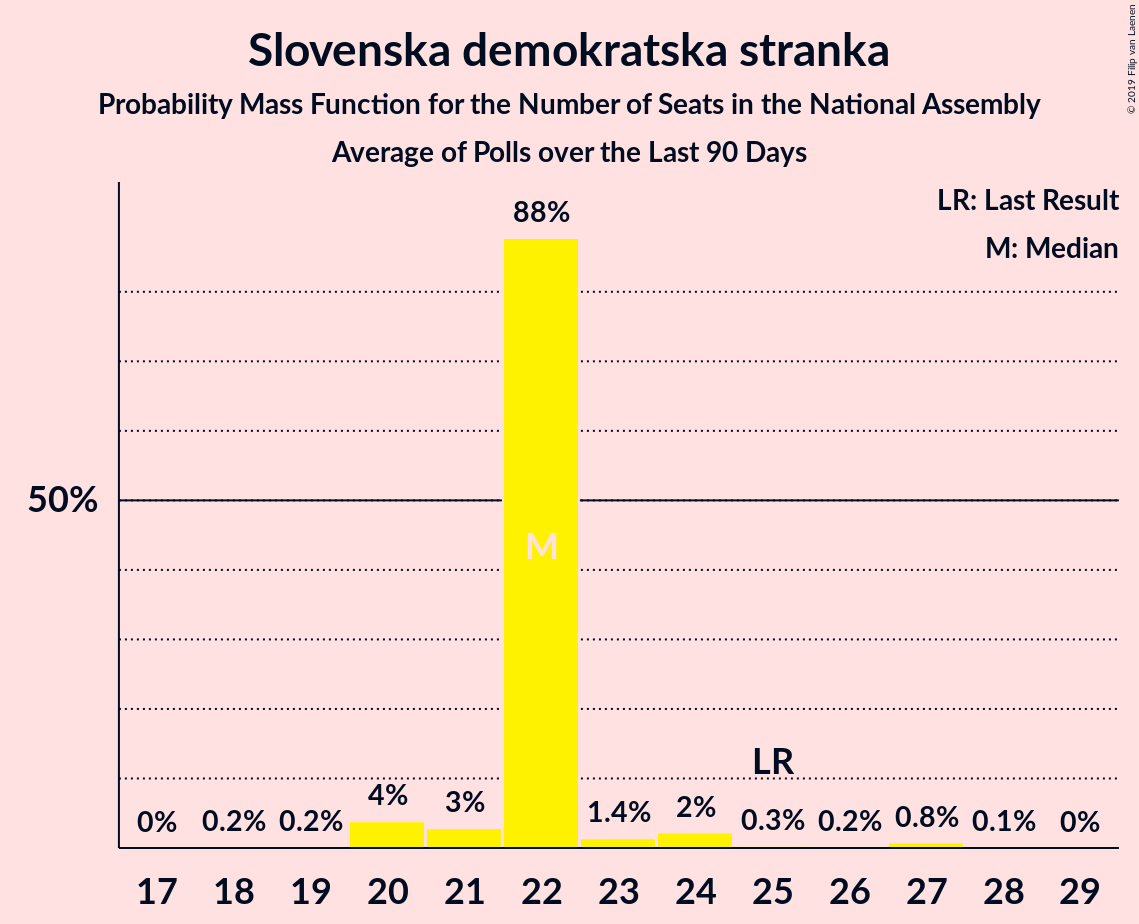 Slovenska demokratska stranka
Probability Mass Function for the Number of Seats in the National Assembly
Average of Polls over the Last 90 Days
© 2019 Filip van Laenen
LR: Last Result
M: Median
88%
50%
M
LR
0% 0.2% 0.2% 4% 3% 1.4% 2% 0.3% 0.2% 0.8% 0.1% 0%
17 18 19 20 21 22 23 24 25 26 27 28 29